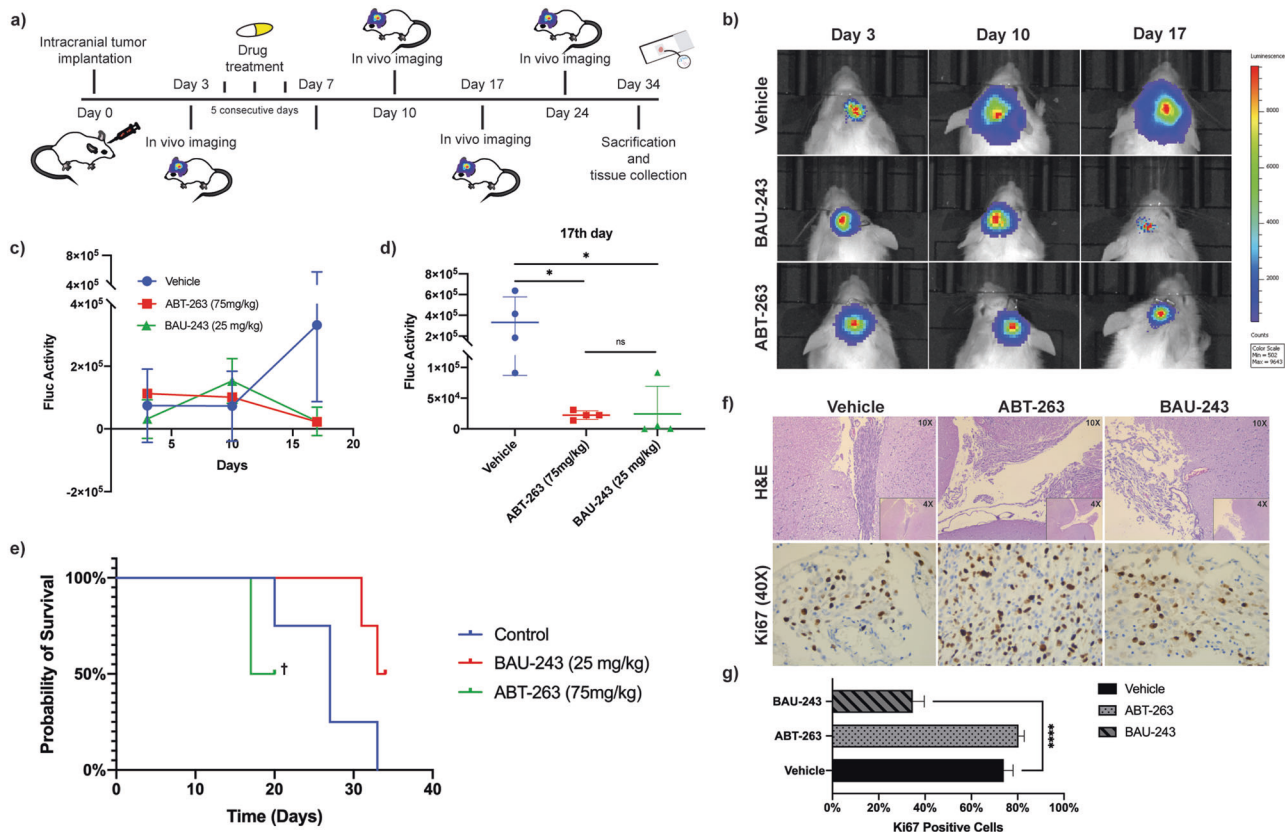 a)
Intracranial tumor
implantation
Drug
treatment
In vivo imaging
In vivo imaging
Day 3
Day 7
Day 17
Day 34
Day 0
5 consecutive days
Day 10
Day 24
In vivo imaging
In vivo imaging
Sacrification
and
tissue collection
b)
Day 3
Day 10
Day 17
Vehicle
BAU-243
ABT-263
Luminescence
8000
6000
4000
2000
Counts
Color Scale
Min = 502
Max = 9643
c)
8×10⁵
4×10⁵
4×10⁵
2×10⁵
0
-2×10⁵
Fluc Activity
Vehicle
ABT-263 (75mg/kg)
BAU-243 (25 mg/kg)
5
10
15
20
Days
d)
17th day
*
*
ns
8×10⁵
6×10⁵
4×10⁵
2×10⁵
1×10⁵
5×10⁴
0
Fluc Activity
Vehicle
ABT-263 (75mg/kg)
BAU-243 (25 mg/kg)
e)
100%
50%
0%
Probability of Survival
†
0
20
40
60
Time (Days)
Control
BAU-243 (25 mg/kg)
ABT-263 (75mg/kg)
f)
Vehicle
ABT-263
BAU-243
H&E
10X
4X
10X
4X
10X
4X
Ki67 (40X)
g)
BAU-243
ABT-263
Vehicle
****
0%
20%
40%
60%
80%
100%
Ki67 Positive Cells
Vehicle
ABT-263
BAU-243